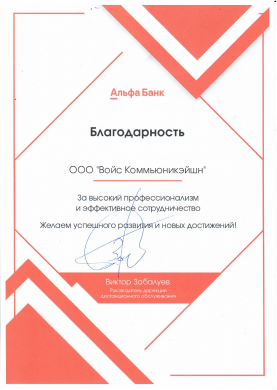 Альфа Банк
Благодарность
ООО "Войс Коммьюникэйшн"
За высокий профессионализм
и эффективное сотрудничество
Желаем успешного развития и новых достижений!
Виктор Забалуев
Руководитель дирекции
дистанционного обслуживания